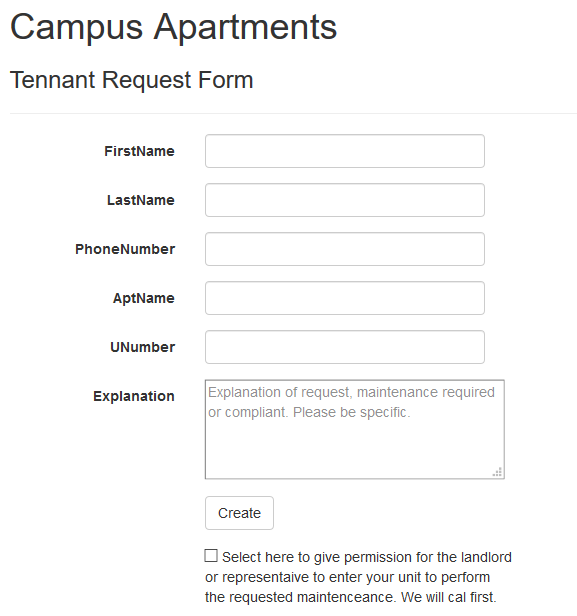 Campus Apartments
Tennant Request Form
FirstName
LastName
PhoneNumber
AptName
UNumber
Explanation
Explanation of request, maintenance required
or compliant. Please be specific.
Create
Select here to give permission for the landlord
or representaive to enter your unit to perform
the requested maintenceance. We will cal first.